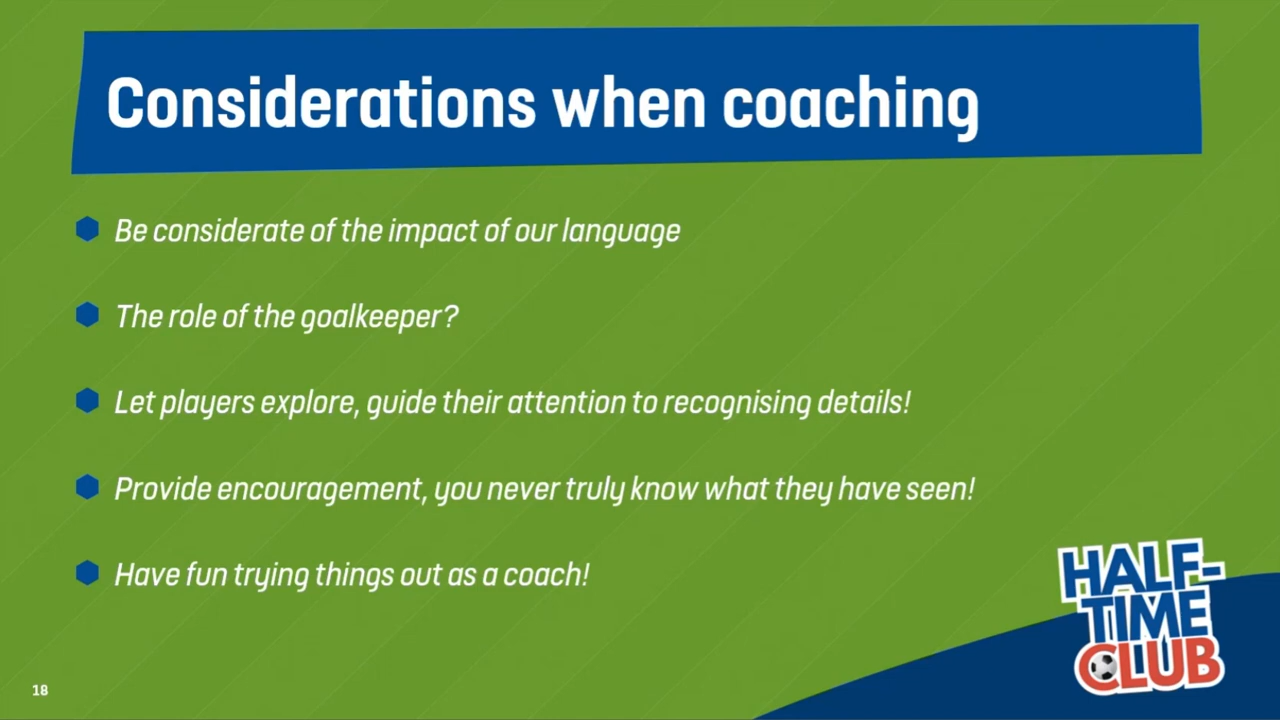 Considerations when coaching
Be considerate of the impact of our language
The role of the goalkeeper?
Let players explore, guide their attention to recognising details!
Provide encouragement, you never truly know what they have seen!
Have fun trying things out as a coach!
HALF-
TIME
CLUB
18